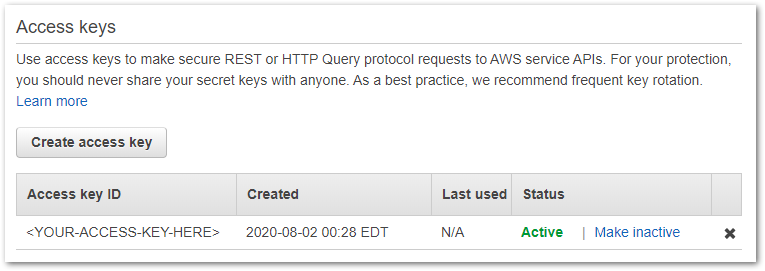 Access keys
Use access keys to make secure REST or HTTP Query protocol requests to AWS service APIs. For your protection,
you should never share your secret keys with anyone. As a best practice, we recommend frequent key rotation.
Learn more
Create access key
Access key ID Created Last used Status
<YOUR-ACCESS-KEY-HERE> 2020-08-02 00:28 EDT N/A Active | Make inactive ✖